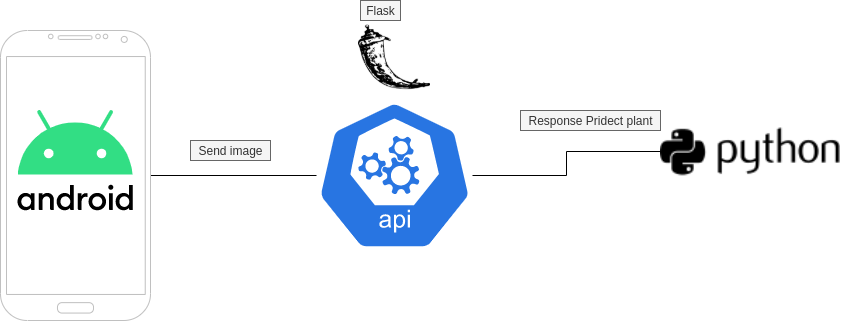 Flask
android
Send image
api
Response Pridect plant
python